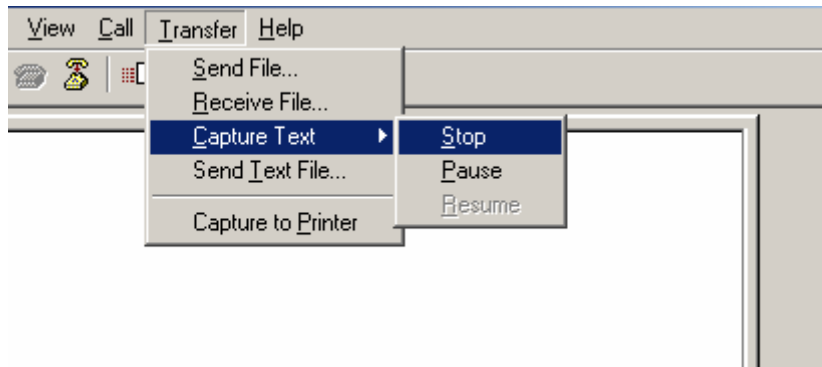 View Call Transfer Help
Send File...
Receive File...
Capture Text
Stop
Send Text File...
Pause
Resume
Capture to Printer